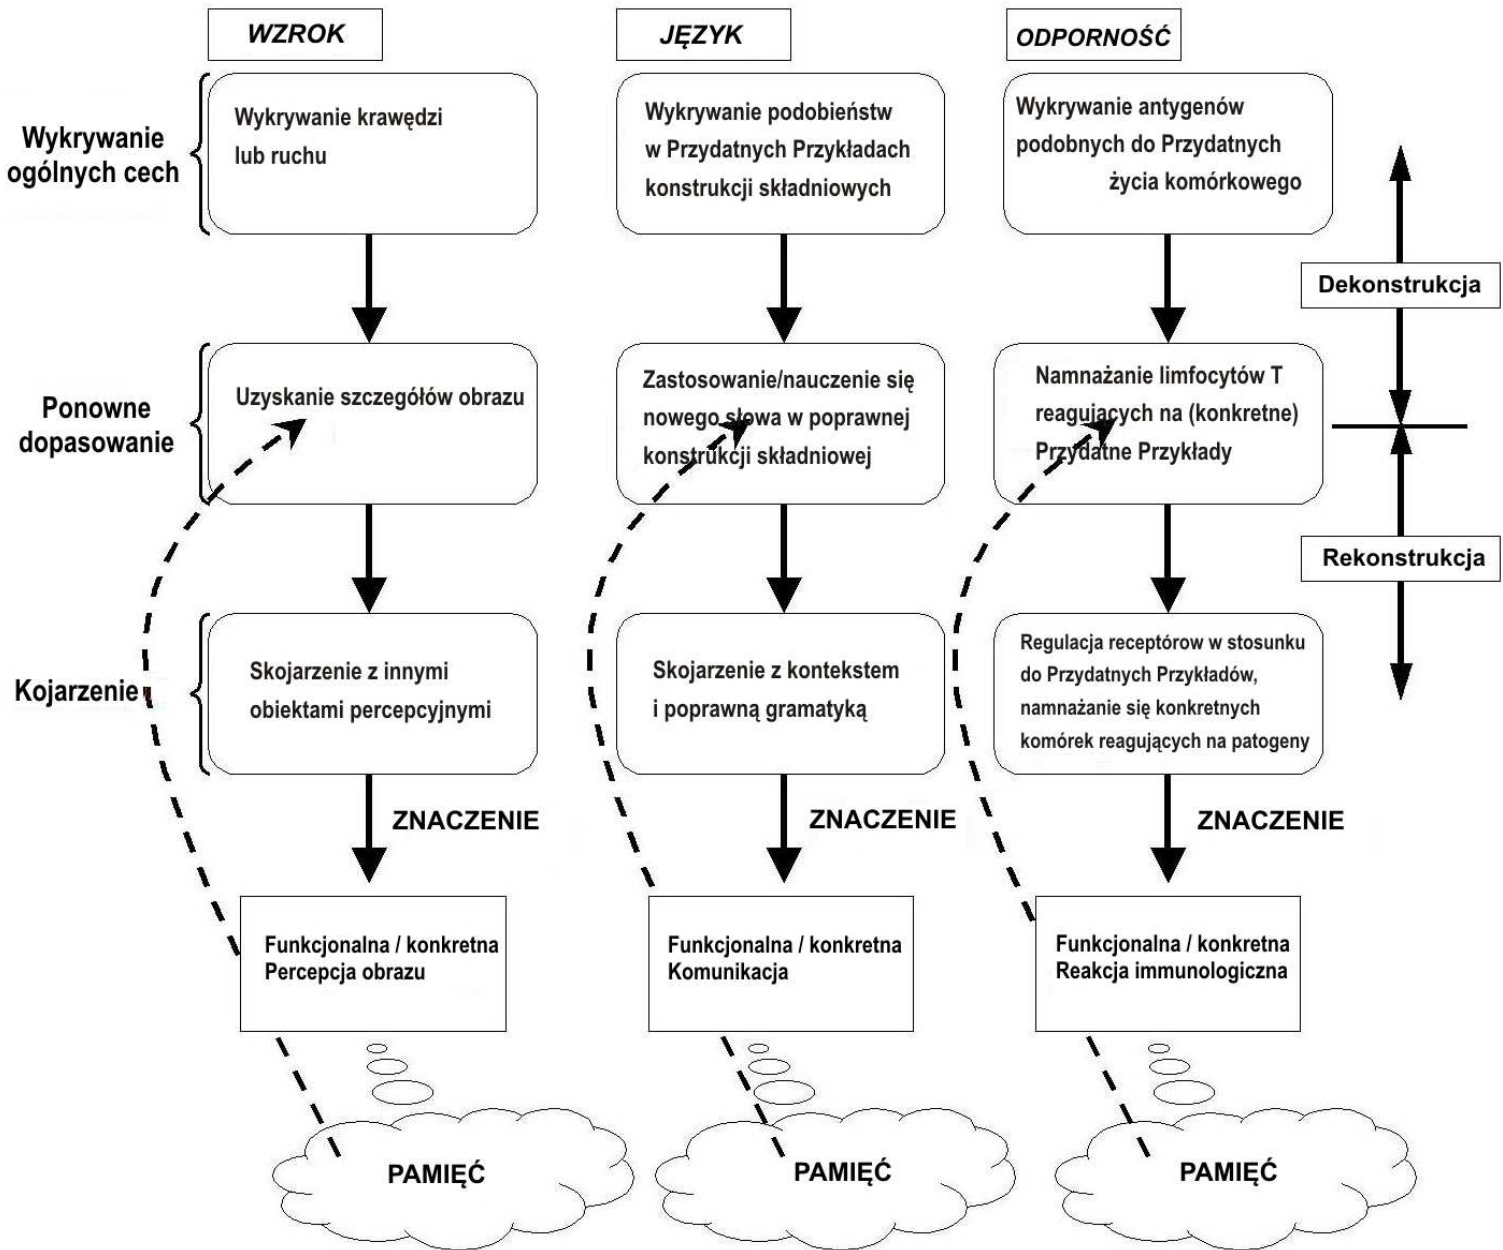 WZROK
JĘZYK
ODPORNOŚĆ
Wykrywanie
ogólnych cech
Wykrywanie krawędzi
lub ruchu
Wykrywanie podobieństw
w Przydatnych Przykładach
konstrukcji składniowych
Wykrywanie antygenów
podobnych do Przydatnych
życia komórkowego
Dekonstrukcja
Ponowne
dopasowanie
Uzyskanie szczegółów obrazu
Zastosowanie/nauczenie się
nowego słowa w poprawnej
konstrukcji składniowej
Namnażanie limfocytów T
reagujących na (konkretne)
Przydatne Przykłady
Rekonstrukcja
Kojarzenie
Skojarzenie z innymi
obiektami percepcyjnymi
Skojarzenie z kontekstem
i poprawną gramatyką
Regulacja receptórow w stosunku
do Przydatnych Przykładów,
namnażanie się konkretnych
komórek reagujących na patogeny
ZNACZENIE
ZNACZENIE
ZNACZENIE
Funkcjonalna / konkretna
Percepcja obrazu
Funkcjonalna / konkretna
Komunikacja
Funkcjonalna / konkretna
Reakcja immunologiczna
PAMIĘĆ
PAMIĘĆ
PAMIĘĆ